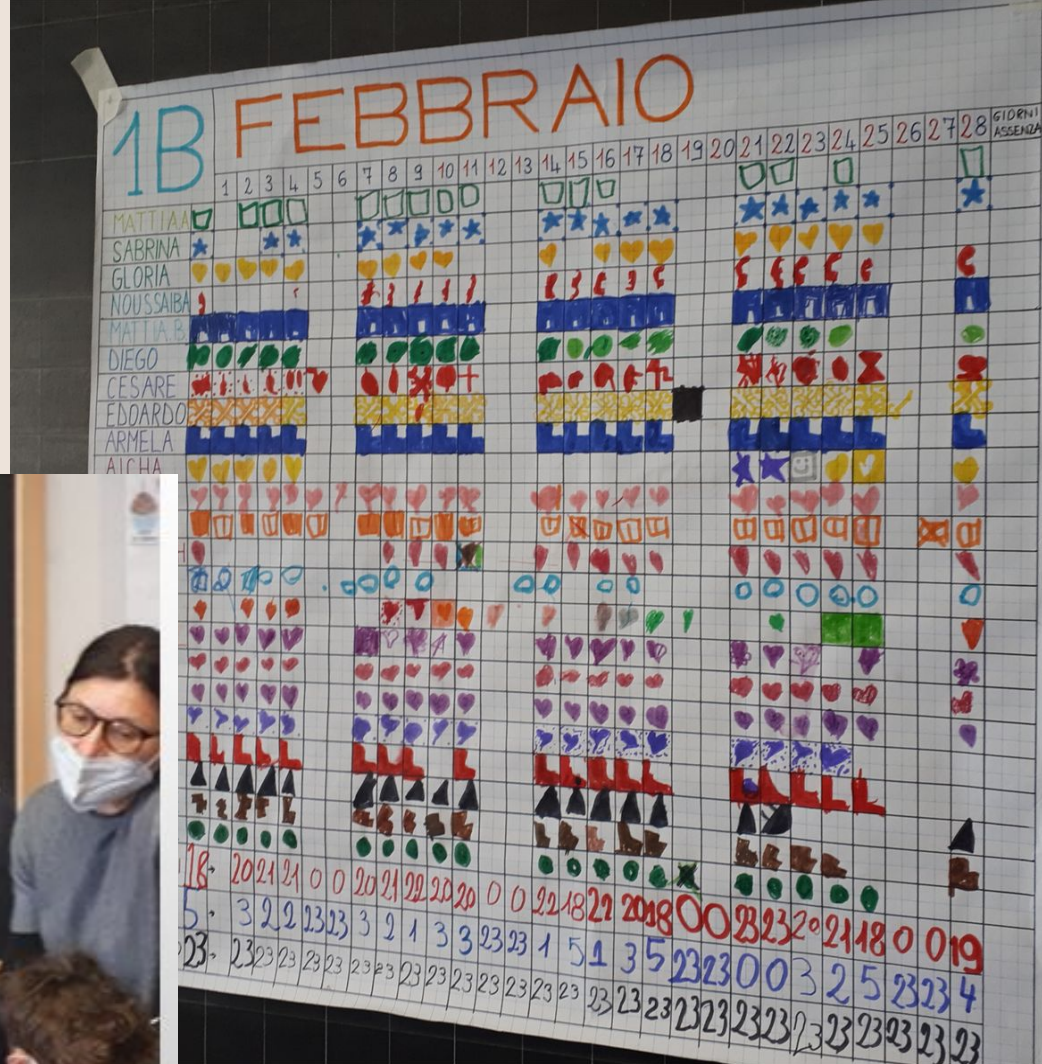 1B FEBBRAIO
1 2 3 4 5 6 7 8 9 10 11 12 13 14 15 16 17 18 19 20 21 22 23 24 25 26 27 28 GIORNI ASSENZA
MATTIA A
SABRINA
GLORIA
NOUSSAIBA
MATTIA B.
DIEGO
CESARE
EDOARDO
ARMELA
AICHA
18 20 21 21 0 0 20 21 22 20 20 0 0 22 18 22 20 18 0 0 23 23 20 21 18 0 0 19
5 3 2 2 23 23 3 2 1 3 3 23 23 1 5 1 3 5 23 23 0 0 3 2 5 23 23 4
23 23 23 23 23 23 23 23 23 23 23 23 23 23 23 23 23 23 23 23 23 23 23 23 23 23 23 23